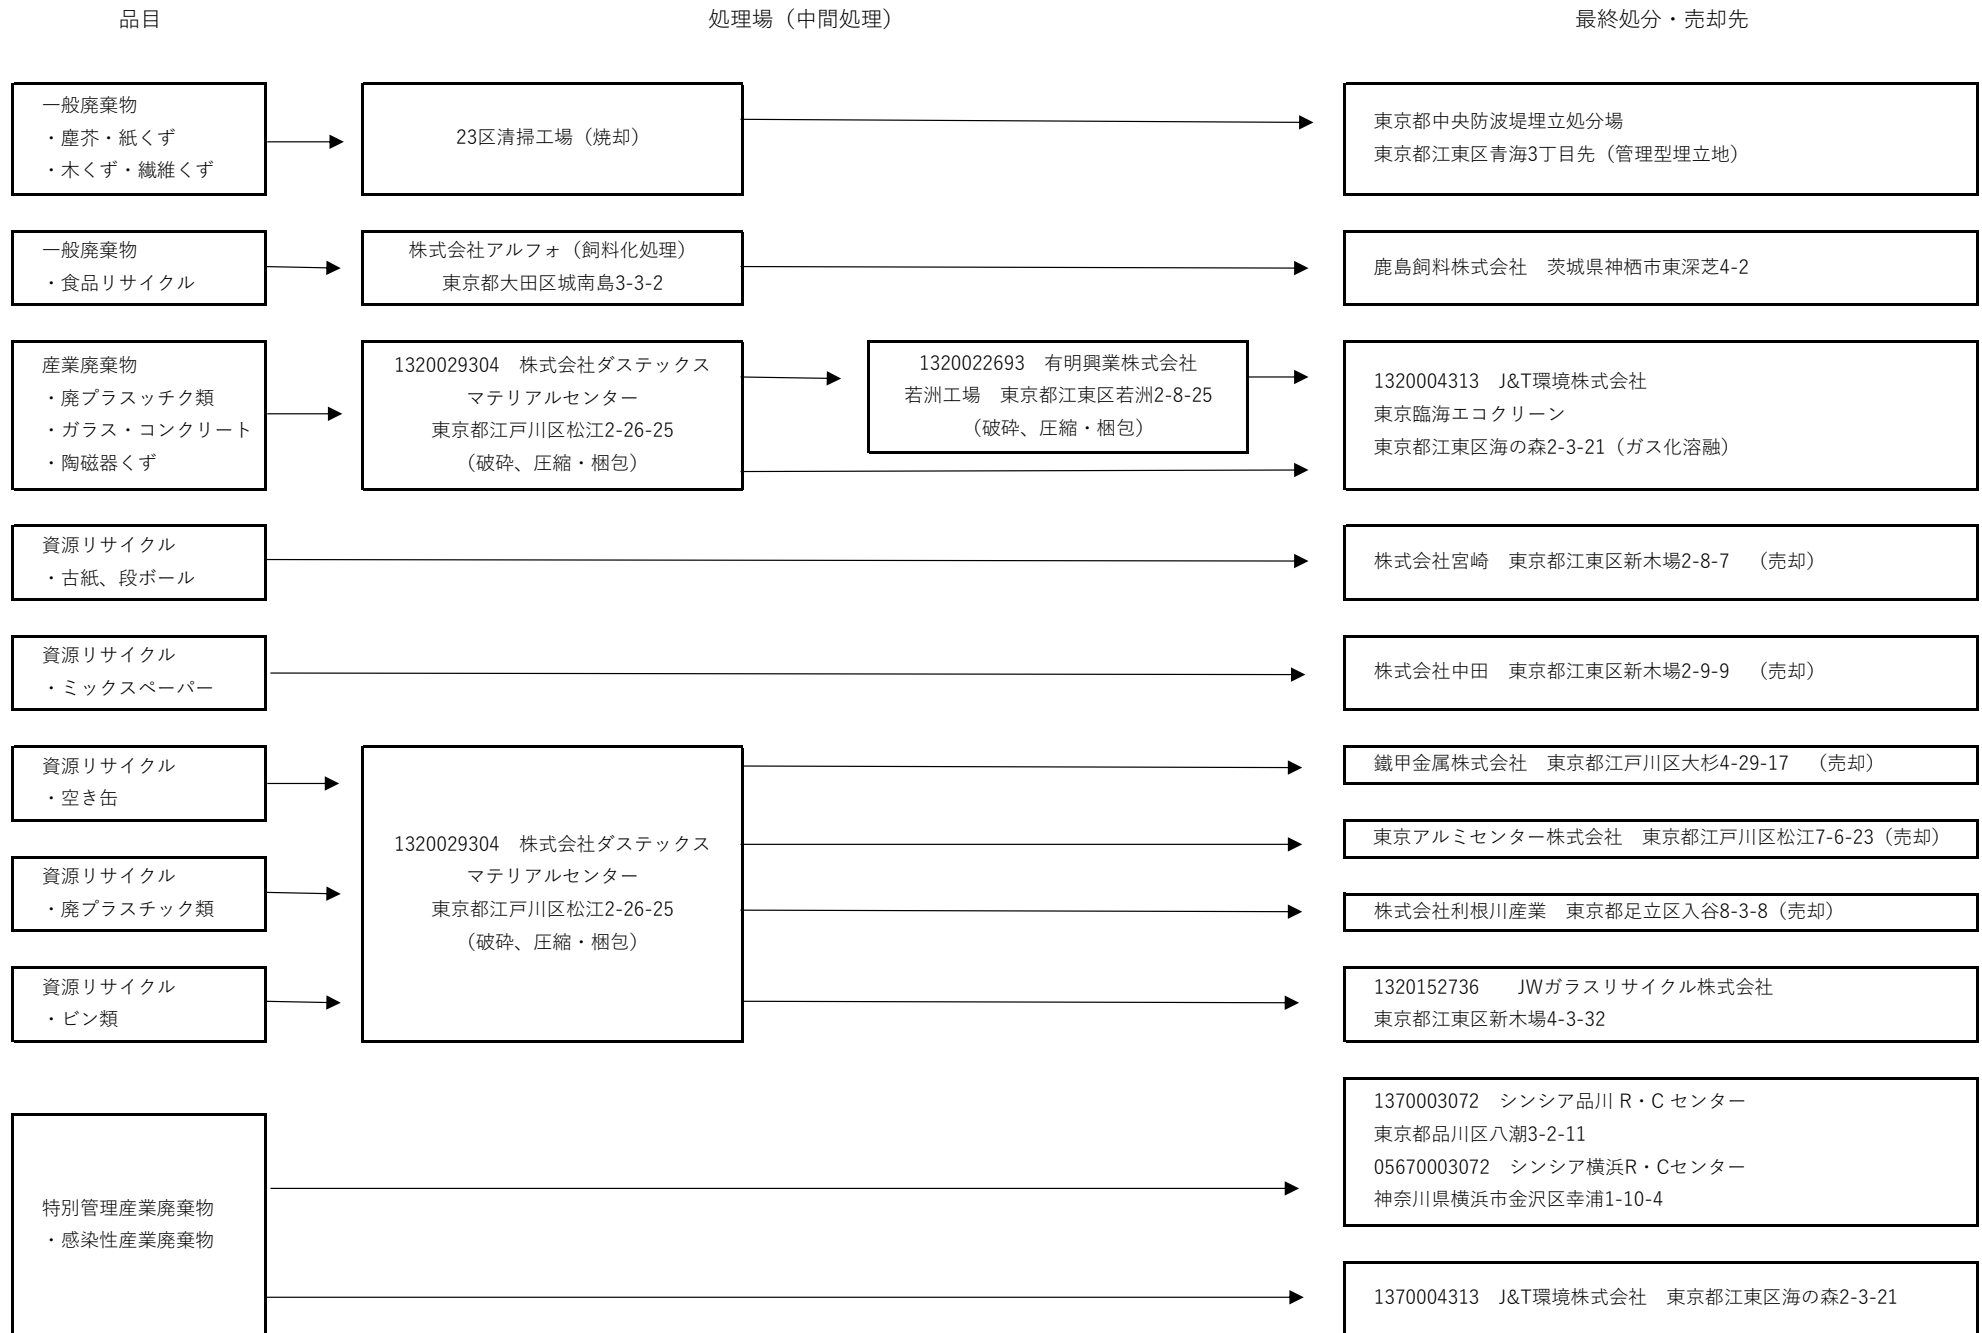 品目
処理場（中間処理）
最終処分・売却先
一般廃棄物
・塵芥・紙くず
・木くず・繊維くず
23区清掃工場（焼却）
東京都中央防波堤埋立処分場
東京都江東区青海3丁目先（管理型埋立地）
一般廃棄物
・食品リサイクル
株式会社アルフォ（飼料化処理）
東京都大田区城南島3-3-2
鹿島飼料株式会社　茨城県神栖市東深芝4-2
産業廃棄物
・廃プラスッチク類
・ガラス・コンクリート
・陶磁器くず
1320029304　株式会社ダステックス
マテリアルセンター
東京都江戸川区松江2-26-25
（破砕、圧縮・梱包）
1320022693　有明興業株式会社
若洲工場　東京都江東区若洲2-8-25
（破砕、圧縮・梱包）
1320004313　J&T環境株式会社
東京臨海エコクリーン
東京都江東区海の森2-3-21（ガス化溶融）
資源リサイクル
・古紙、段ボール
株式会社宮崎　東京都江東区新木場2-8-7　（売却）
資源リサイクル
・ミックスペーパー
株式会社中田　東京都江東区新木場2-9-9　（売却）
資源リサイクル
・空き缶
資源リサイクル
・廃プラスチック類
資源リサイクル
・ビン類
1320029304　株式会社ダステックス
マテリアルセンター
東京都江戸川区松江2-26-25
（破砕、圧縮・梱包）
鐵甲金属株式会社　東京都江戸川区大杉4-29-17　（売却）
東京アルミセンター株式会社　東京都江戸川区松江7-6-23（売却）
株式会社利根川産業　東京都足立区入谷8-3-8（売却）
1320152736　　JWガラスリサイクル株式会社
東京都江東区新木場4-3-32
特別管理産業廃棄物
・感染性産業廃棄物
1370003072　シンシア品川 R・C センター
東京都品川区八潮3-2-11
05670003072　シンシア横浜R・Cセンター
神奈川県横浜市金沢区幸浦1-10-4
1370004313　J&T環境株式会社　東京都江東区海の森2-3-21